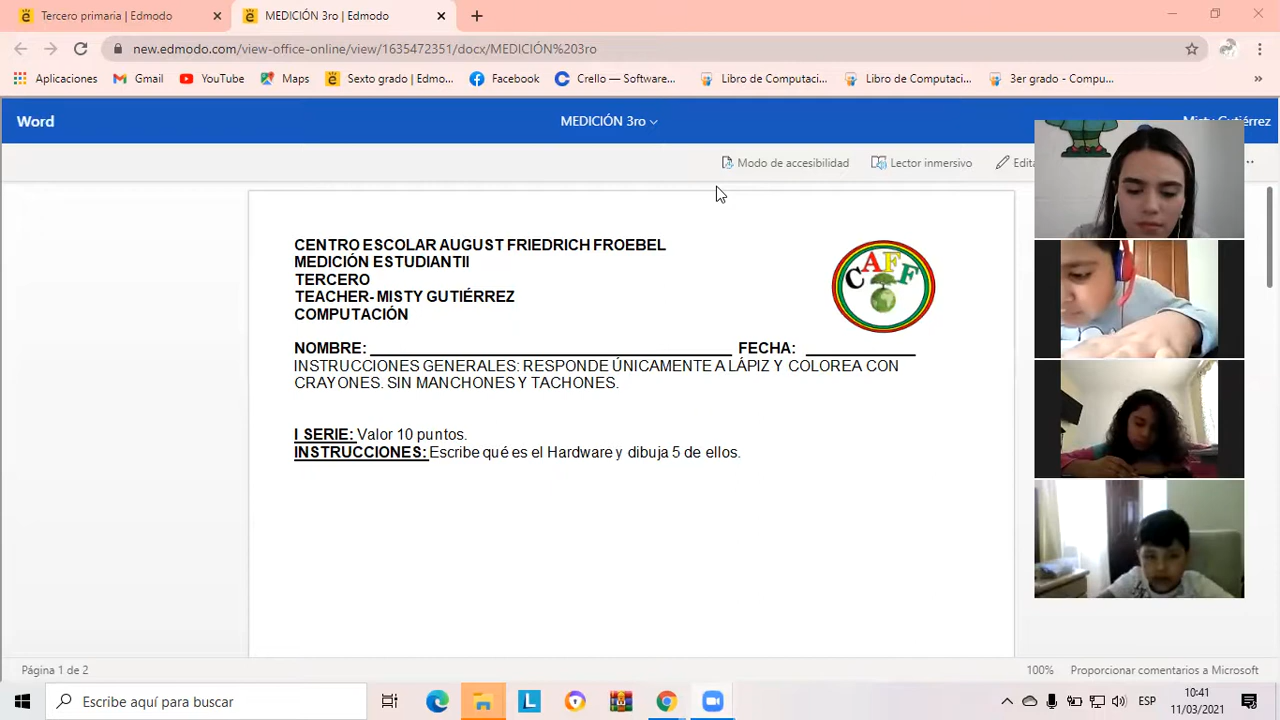 Tercero primaria | Edmodo
MEDICIÓN 3ro | Edmodo
new.edmodo.com/view-office-online/view/1635472351/docx/MEDICIÓN%203ro
Aplicaciones Gmail YouTube Maps Sexto grado | Edmo... Facebook Crello — Software... Libro de Computaci... Libro de Computaci... 3er grado - Compu... »
Word MEDICIÓN 3ro Misty Gutiérrez
Modo de accesibilidad Lector inmersivo Edita
CENTRO ESCOLAR AUGUST FRIEDRICH FROEBEL
MEDICIÓN ESTUDIANTIl
TERCERO
TEACHER- MISTY GUTIÉRREZ
COMPUTACIÓN
CAFF
NOMBRE: FECHA:
INSTRUCCIONES GENERALES: RESPONDE ÚNICAMENTE A LÁPIZ Y COLOREA CON
CRAYONES. SIN MANCHONES Y TACHONES.
I SERIE: Valor 10 puntos.
INSTRUCCIONES: Escribe qué es el Hardware y dibuja 5 de ellos.
Página 1 de 2 100% Proporcionar comentarios a Microsoft
Escribe aquí para buscar
L
ESP
10:41
11/03/2021